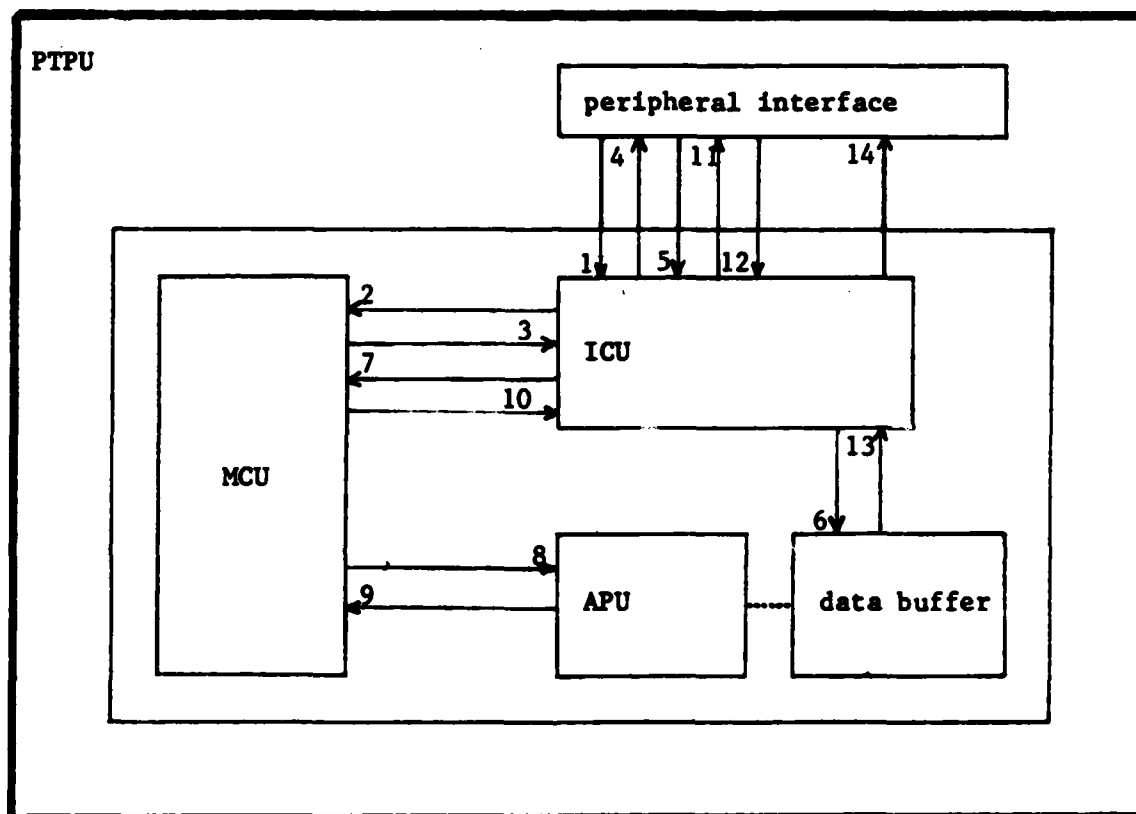 PTPU
peripheral interface
4
11
14
1
5
12
2
3
7
10
ICU
MCU
13
6
8
9
APU
data buffer